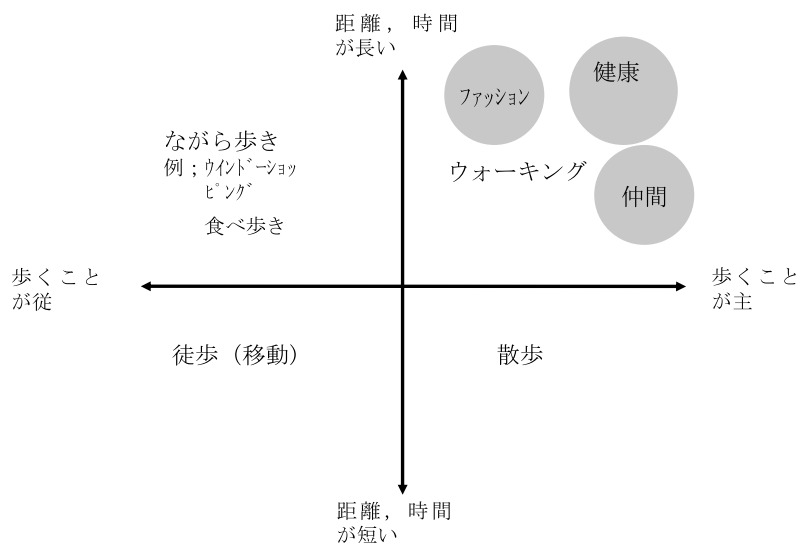 距離，時間
が長い
ファッション
健康
ながら歩き
例；ウインドーショッ
ピング
食べ歩き
ウォーキング
仲間
歩くこと
が従
歩くこと
が主
徒歩（移動）
散歩
距離，時間
が短い